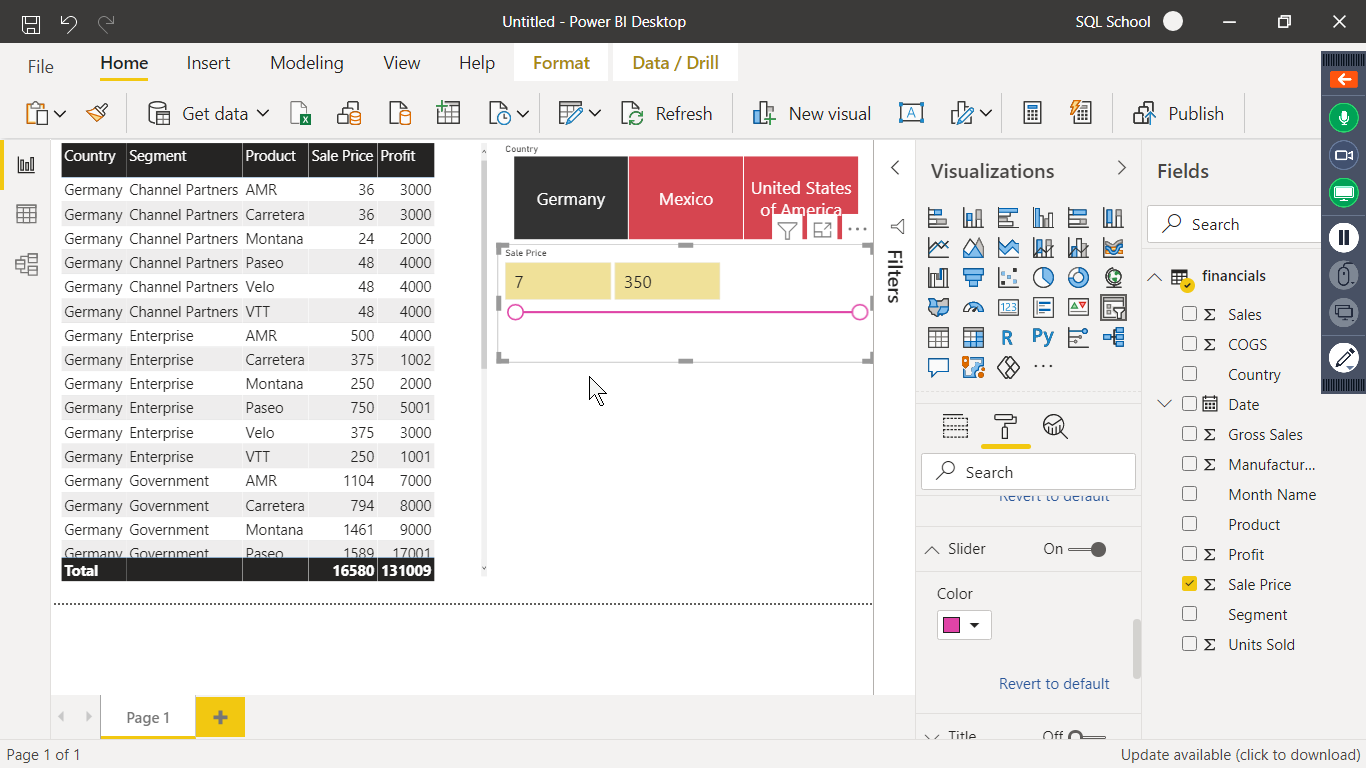 Untitled - Power BI Desktop
SQL School
File
Home
Insert
Modeling
View
Help
Format
Data / Drill
Get data
Refresh
New visual
Publish
Country Segment Product Sale Price Profit
Germany Channel Partners AMR 36 3000
Germany Channel Partners Carretera 36 3000
Germany Channel Partners Montana 24 2000
Germany Channel Partners Paseo 48 4000
Germany Channel Partners Velo 48 4000
Germany Channel Partners VTT 48 4000
Germany Enterprise AMR 500 4000
Germany Enterprise Carretera 375 1002
Germany Enterprise Montana 250 2000
Germany Enterprise Paseo 750 5001
Germany Enterprise Velo 375 3000
Germany Enterprise VTT 250 1001
Germany Government AMR 1104 7000
Germany Government Carretera 794 8000
Germany Government Montana 1461 9000
Germany Government Paseo 1589 17001
Total 16580 131009
Country
Germany
Mexico
United States
of America
Sale Price
7
350
Filters
Visualizations
R
Py
123
Search
Revert to default
Slider On
Color
Revert to default
Title Off
Fields
Search
financials
Sales
COGS
Country
Date
Gross Sales
Manufactur...
Month Name
Product
Profit
Sale Price
Segment
Units Sold
Page 1
Page 1 of 1
Update available (click to download)